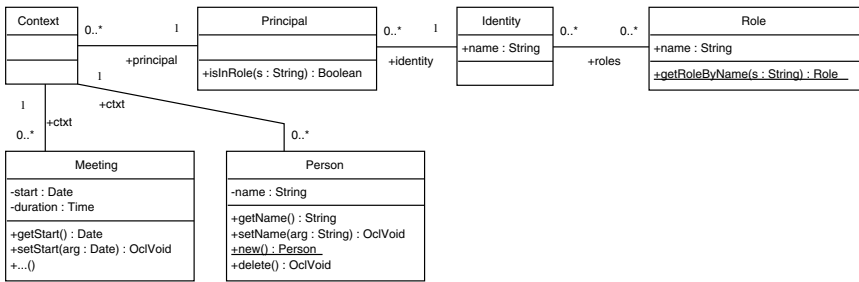 Context
0..*
1
+principal
Principal
+isInRole(s : String) : Boolean
0..*
1
+identity
Identity
+name : String
0..*
0..*
+roles
Role
+name : String
+getRoleByName(s : String) : Role
1
+ctxt
0..*
1
+ctxt
0..*
Meeting
-start : Date
-duration : Time
+getStart() : Date
+setStart(arg : Date) : OclVoid
+...()
Person
-name : String
+getName() : String
+setName(arg : String) : OclVoid
+new() : Person
+delete() : OclVoid